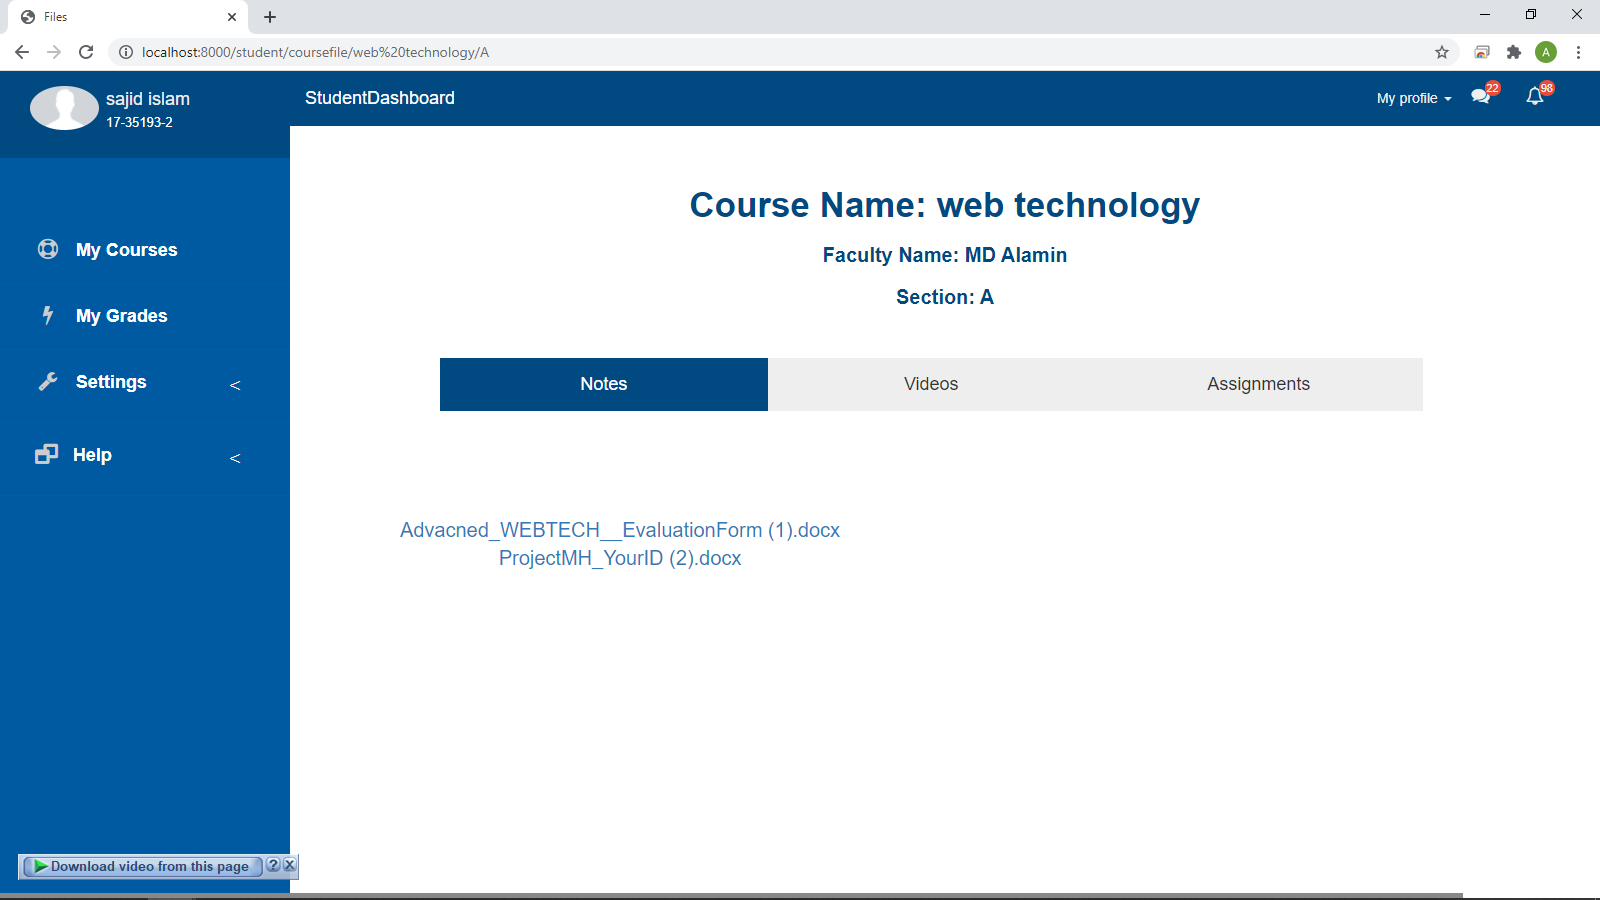 Files
localhost:8000/student/coursefile/web%20technology/A
A
sajid islam
17-35193-2
StudentDashboard
My profile
22
98
Course Name: web technology
Faculty Name: MD Alamin
Section: A
My Courses
My Grades
Settings <
Help <
Notes Videos Assignments
Advacned_WEBTECH__EvaluationForm (1).docx
ProjectMH_YourID (2).docx
Download video from this page ? X